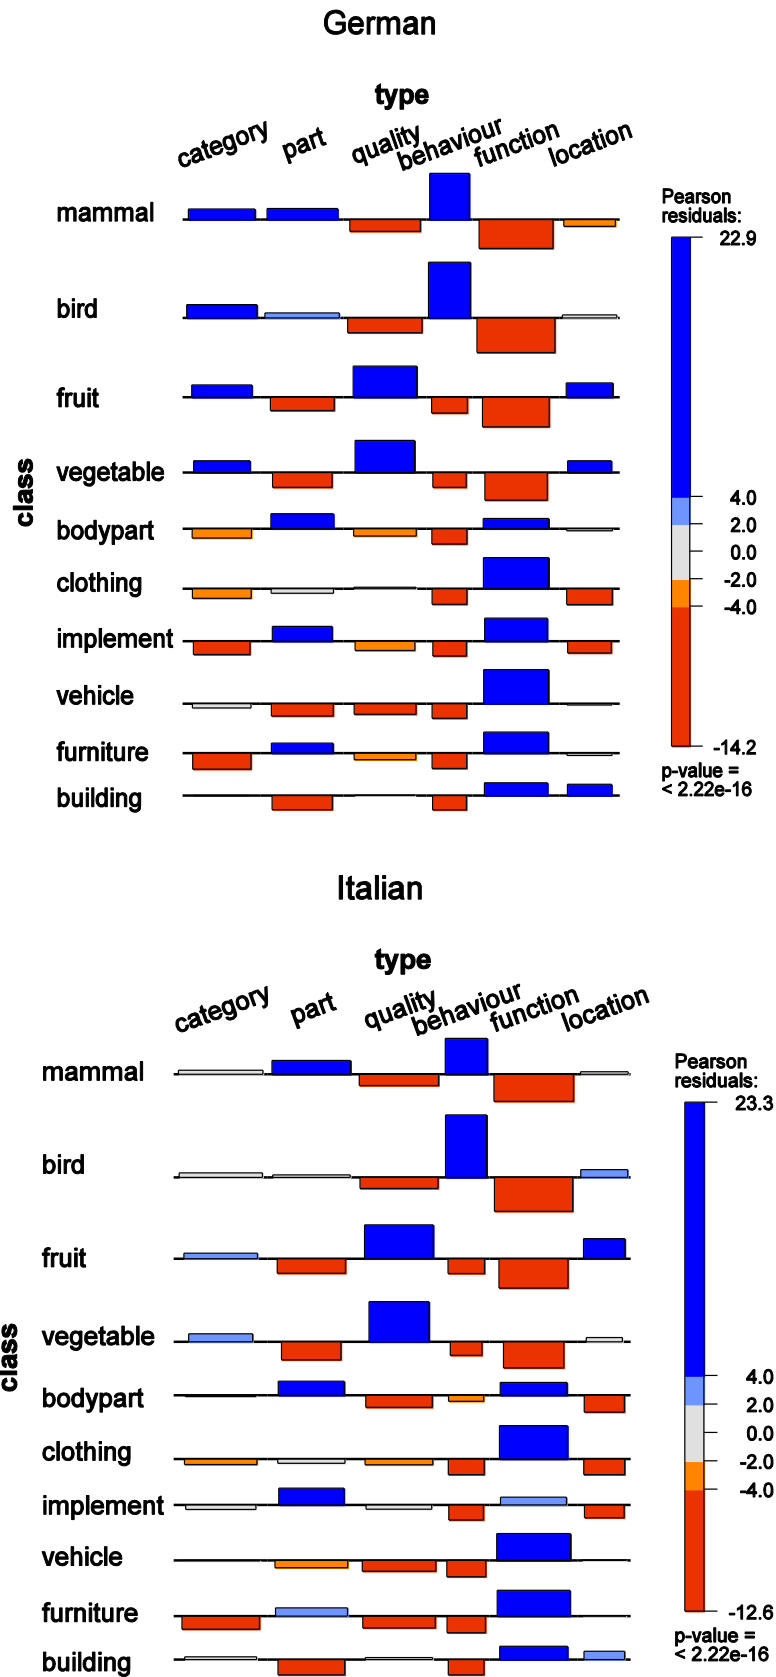 German
type
category part quality behaviour function location
mammal
bird
fruit
vegetable
bodypart
clothing
implement
vehicle
furniture
building
class
Pearson
residuals:
22.9
4.0
2.0
0.0
-2.0
-4.0
-14.2
p-value =
< 2.22e-16
Italian
type
category part quality behaviour function location
mammal
bird
fruit
vegetable
bodypart
clothing
implement
vehicle
furniture
building
class
Pearson
residuals:
23.3
4.0
2.0
0.0
-2.0
-4.0
-12.6
p-value =
< 2.22e-16